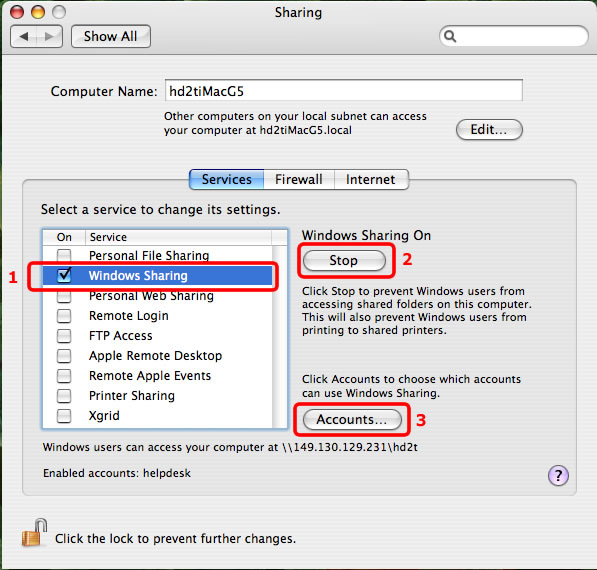 Sharing
Show All
Computer Name: hd2tiMacG5
Other computers on your local subnet can access
your computer at hd2tiMacG5.local
Edit...
Services Firewall Internet
Select a service to change its settings.
On Service
Personal File Sharing
1 Windows Sharing
Personal Web Sharing
Remote Login
FTP Access
Apple Remote Desktop
Remote Apple Events
Printer Sharing
Xgrid
Windows Sharing On
Stop 2
Click Stop to prevent Windows users from
accessing shared folders on this computer.
This will also prevent Windows users from
printing to shared printers.
Click Accounts to choose which accounts
can use Windows Sharing.
Accounts... 3
Windows users can access your computer at \\149.130.129.231\hd2t
Enabled accounts: helpdesk
?
Click the lock to prevent further changes.